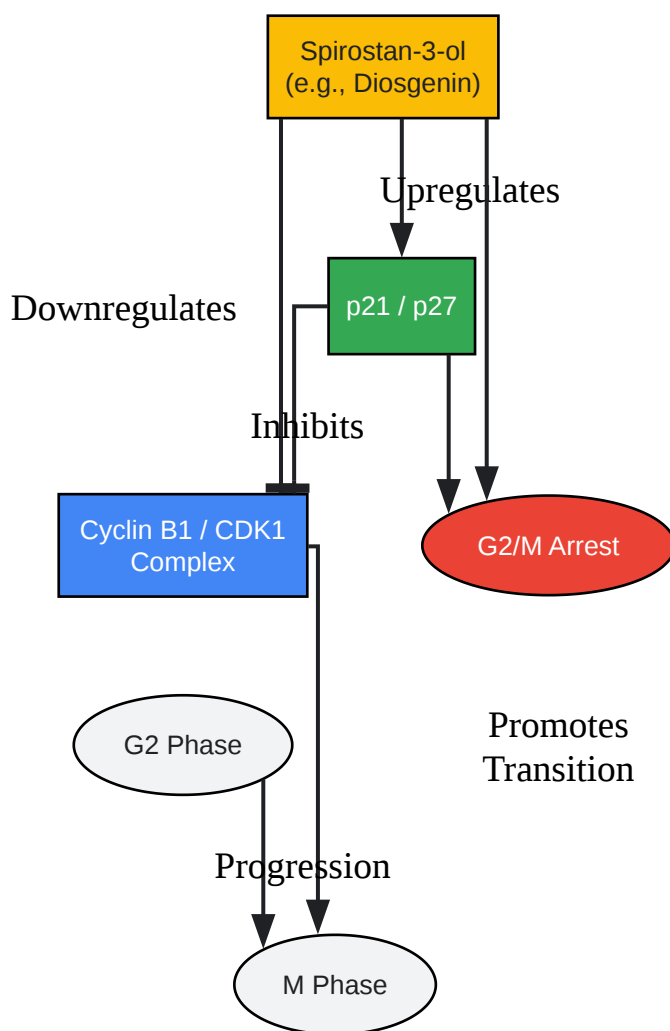 Spirostan-3-ol
(e.g., Diosgenin)
Upregulates
p21 / p27
Downregulates
Inhibits
Cyclin B1 / CDK1
Complex
G2/M Arrest
G2 Phase
Promotes
Transition
Progression
M Phase